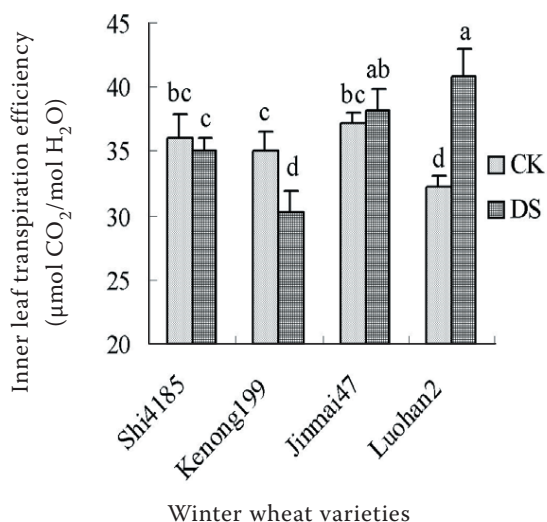 Inner leaf transpiration efficiency
(μmol CO₂/mol H₂O)
45
40
35
30
25
20
bc
c
c
d
bc
ab
d
a
CK
DS
Shi4185
Kenong199
Jinmai47
Luohan2
Winter wheat varieties